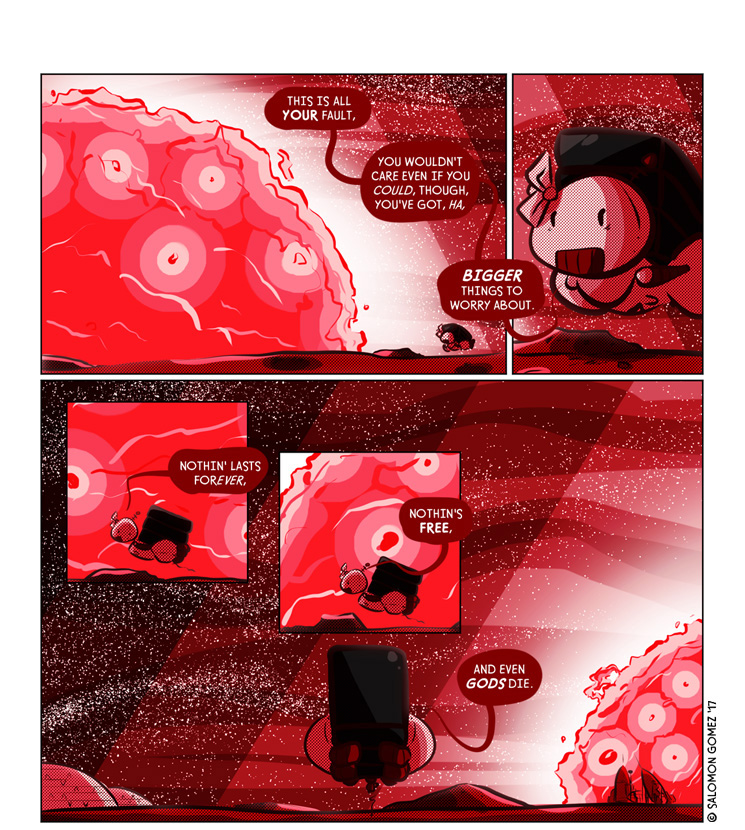 THIS IS ALL
YOUR FAULT,
YOU WOULDN'T
CARE EVEN IF YOU
COULD, THOUGH,
YOU'VE GOT, HA,
BIGGER
THINGS TO
WORRY ABOUT.
NOTHIN' LASTS
FOREVER,
NOTHIN'S
FREE,
AND EVEN
GODS DIE.
© SALOMON GOMEZ '17